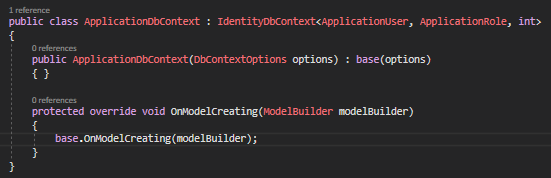 1 reference
public class ApplicationDbContext : IdentityDbContext<ApplicationUser, ApplicationRole, int>
{
0 references
public ApplicationDbContext(DbContextOptions options) : base(options)
{ }
0 references
protected override void OnModelCreating(ModelBuilder modelBuilder)
{
base.OnModelCreating(modelBuilder);
}
}